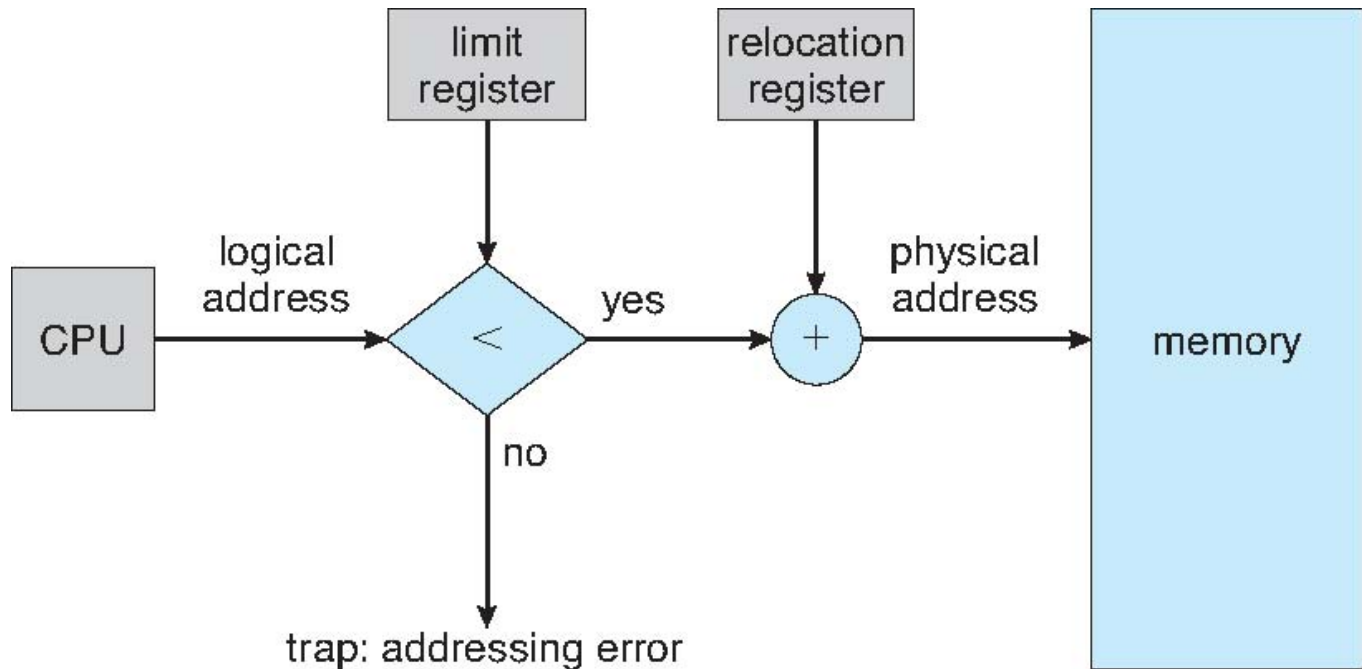 limit
register
relocation
register
logical
address
physical
address
CPU
<
yes
+
memory
no
trap: addressing error